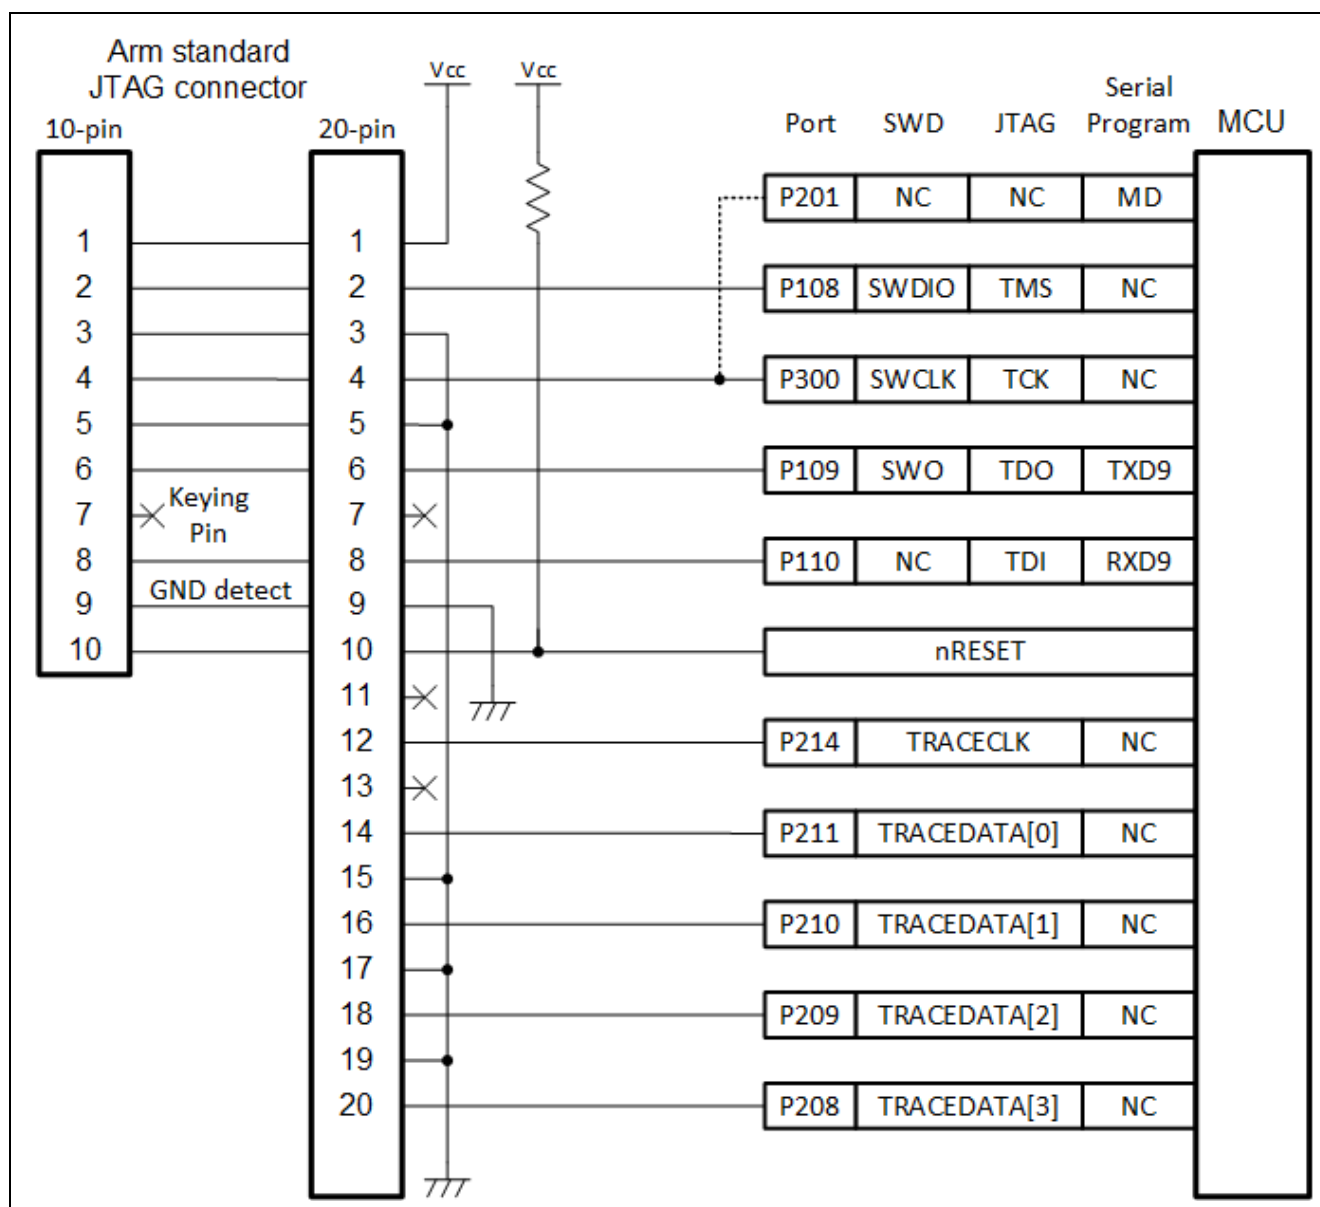 Arm standard
JTAG connector
10-pin
20-pin
Vcc
Vcc
Port
SWD
JTAG
Serial
Program
MCU
P201 NC NC MD
1 1
2 2 P108 SWDIO TMS NC
3 3
4 4 P300 SWCLK TCK NC
5 5
6 6 P109 SWO TDO TXD9
7 Keying
Pin
7
8 8 P110 NC TDI RXD9
9 GND detect 9
10 10 nRESET
11
12 P214 TRACECLK NC
13
14 P211 TRACEDATA[0] NC
15
16 P210 TRACEDATA[1] NC
17
18 P209 TRACEDATA[2] NC
19
20 P208 TRACEDATA[3] NC